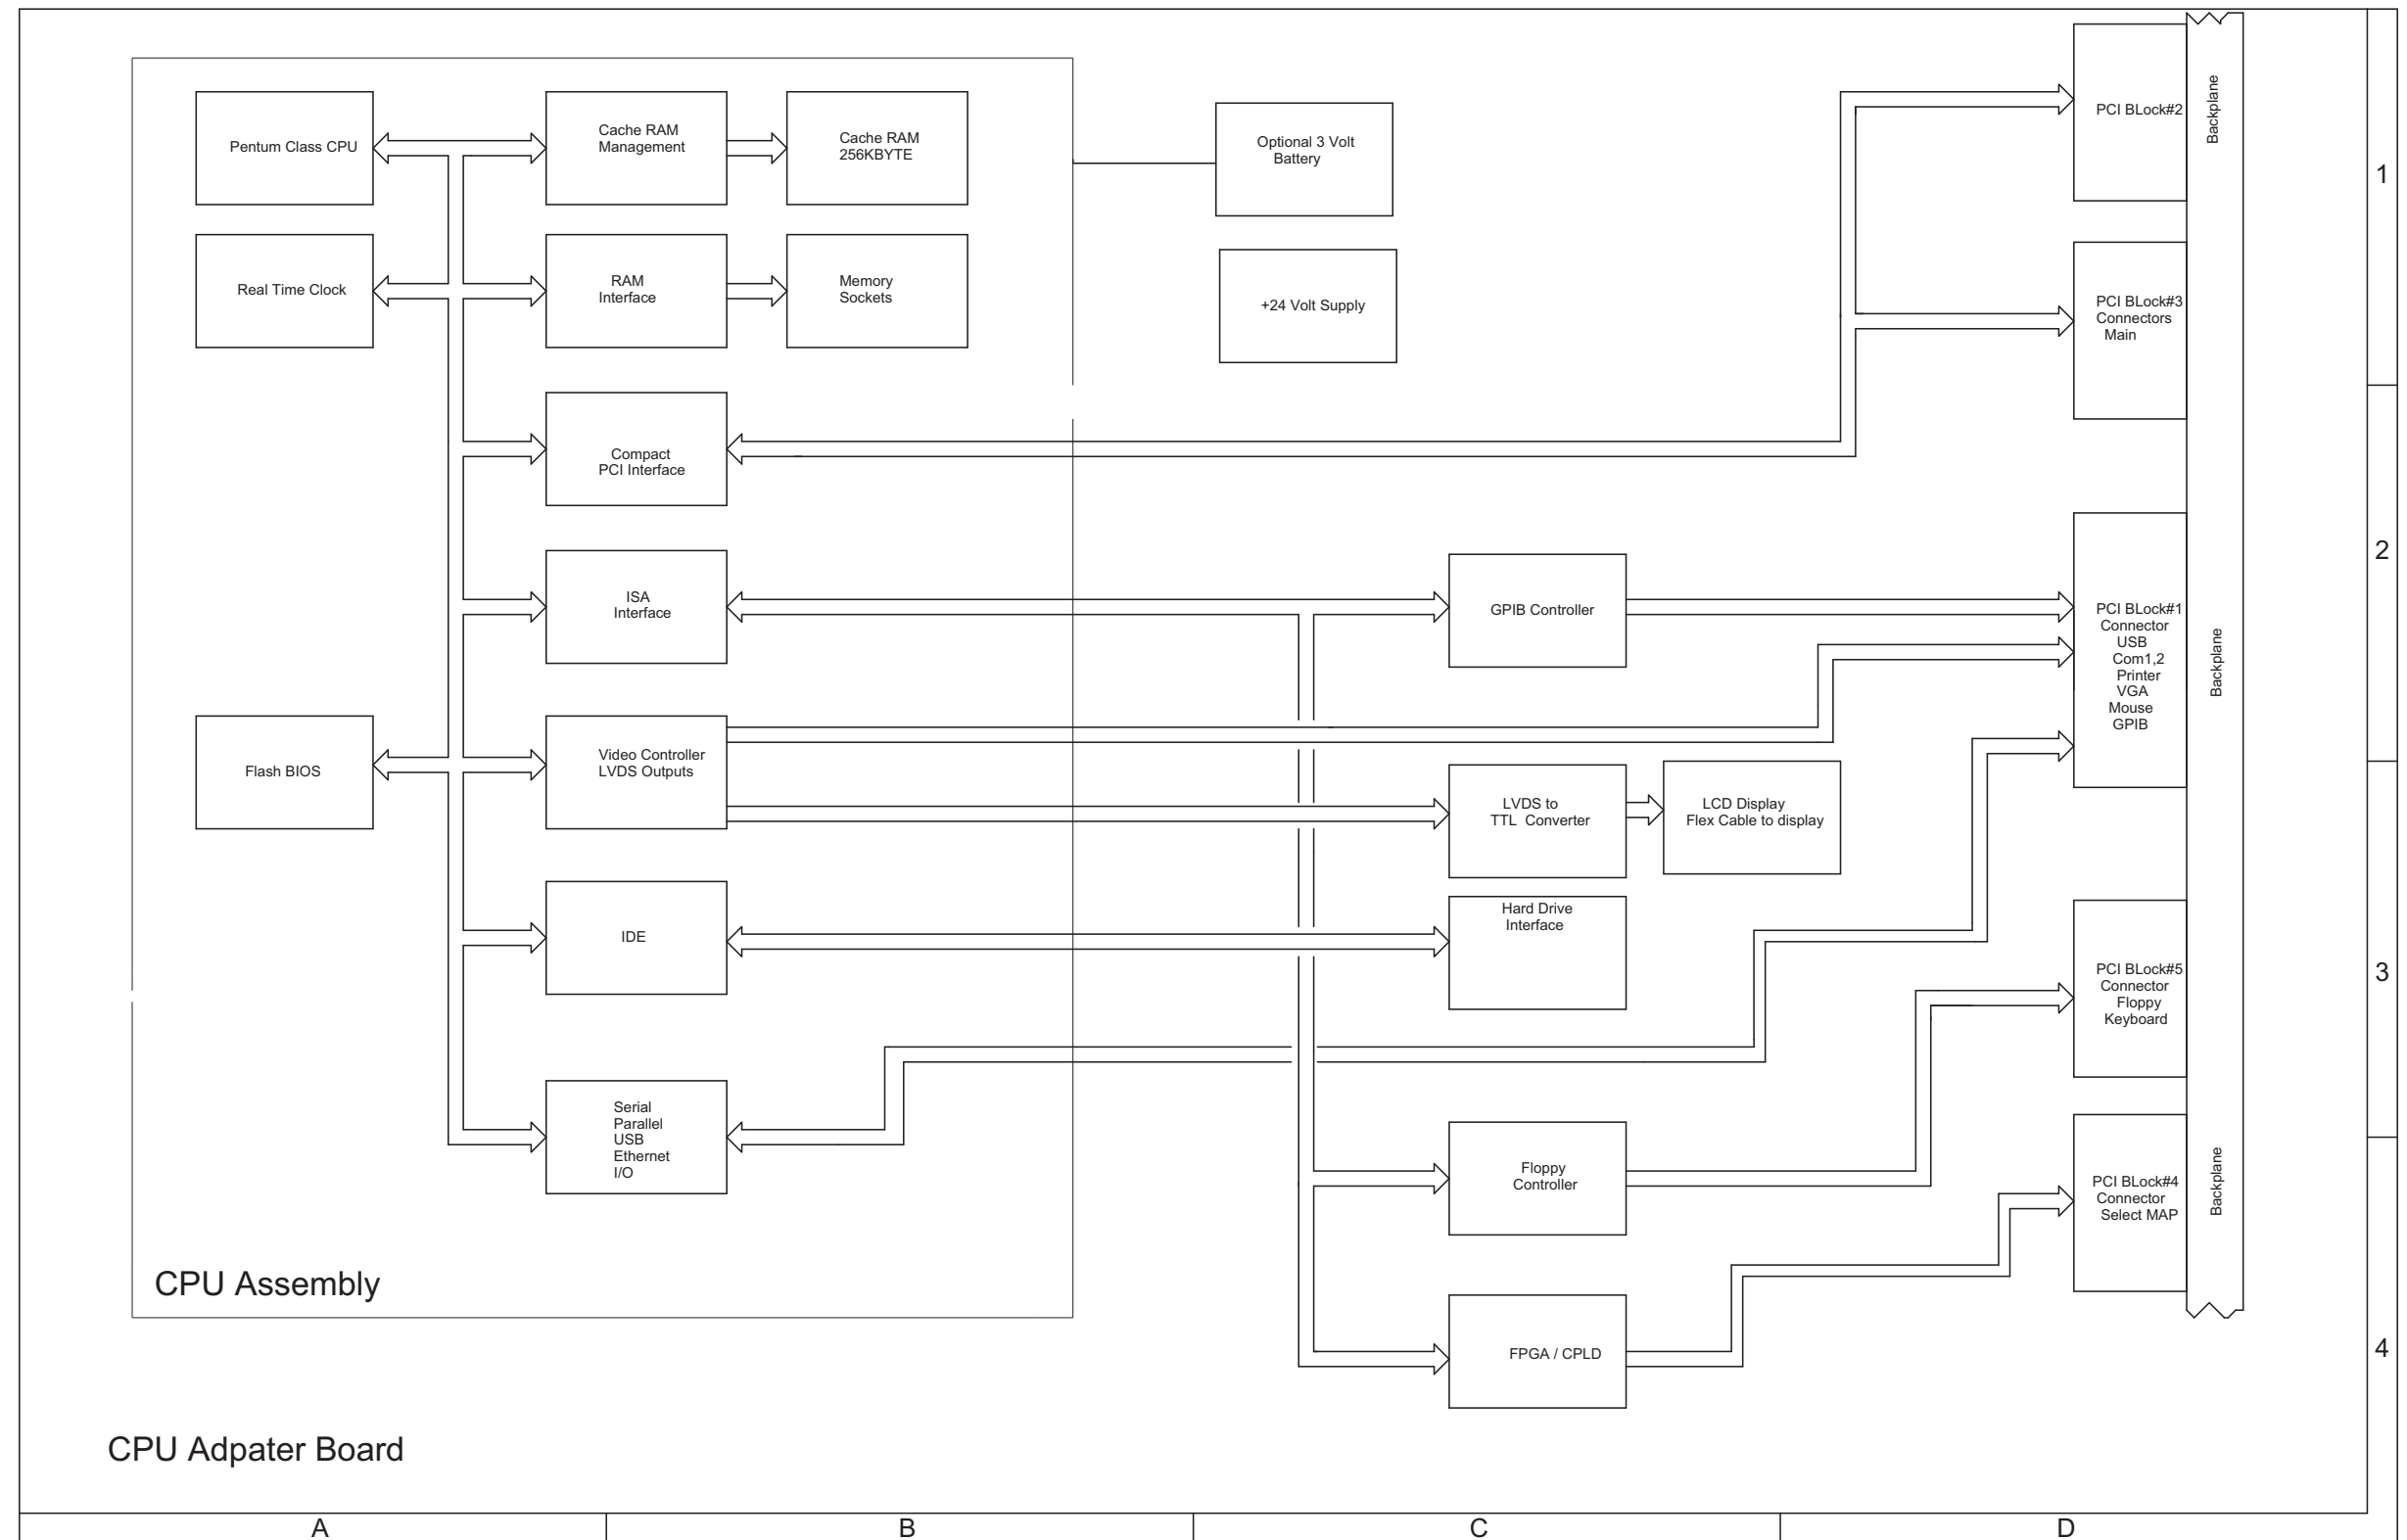 Pentum Class CPU
Cache RAM
Management
Cache RAM
256KBYTE
Optional 3 Volt
Battery
PCI BLock#2
Backplane
1
Real Time Clock
RAM
Interface
Memory
Sockets
+24 Volt Supply
PCI BLock#3
Connectors
Main
Compact
PCI Interface
2
ISA
Interface
GPIB Controller
PCI BLock#1
Connector
USB
Com1,2
Printer
VGA
Mouse
GPIB
Backplane
Flash BIOS
Video Controller
LVDS Outputs
LVDS to
TTL  Converter
LCD Display
Flex Cable to display
IDE
Hard Drive
Interface
PCI BLock#5
Connector
Floppy
Keyboard
3
Serial
Parallel
USB
Ethernet
I/O
Floppy
Controller
PCI BLock#4
Connector
Select MAP
Backplane
CPU Assembly
FPGA / CPLD
4
CPU Adpater Board
A
B
C
D